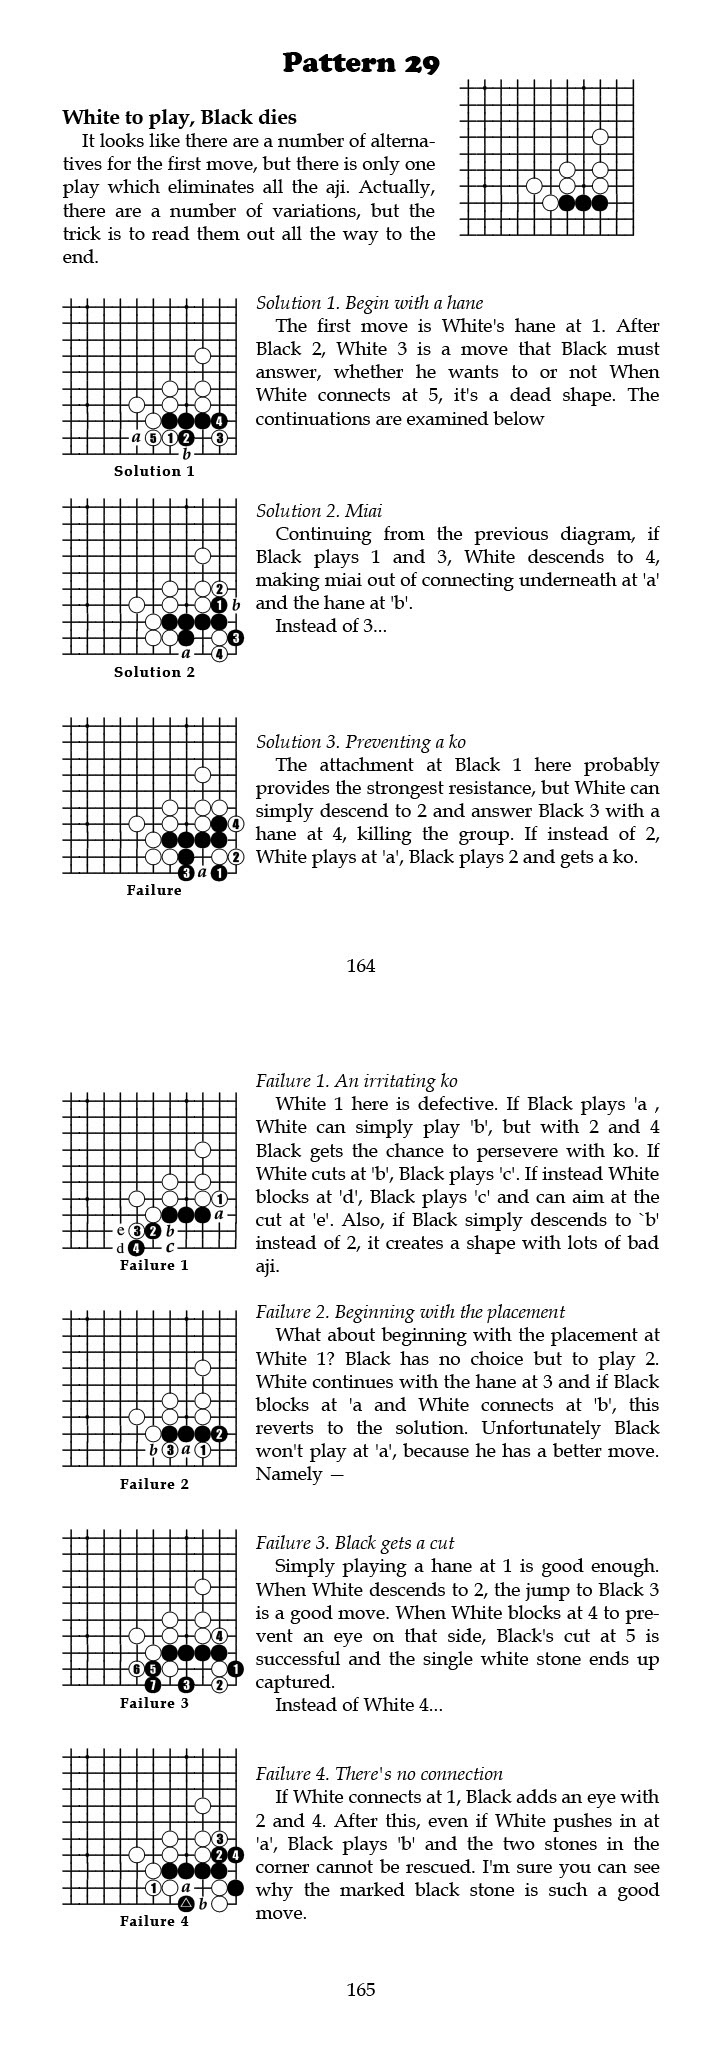 Pattern 29
White to play, Black dies
It looks like there are a number of alterna-
tives for the first move, but there is only one
play which eliminates all the aji. Actually,
there are a number of variations, but the
trick is to read them out all the way to the
end.
Solution 1. Begin with a hane
The first move is White's hane at 1. After
Black 2, White 3 is a move that Black must
answer, whether he wants to or not When
White connects at 5, it's a dead shape. The
continuations are examined below
4
a 5 1 2 3
b
Solution 1
Solution 2. Miai
Continuing from the previous diagram, if
Black plays 1 and 3, White descends to 4,
making miai out of connecting underneath at 'a'
and the hane at 'b'.
Instead of 3...
2
1 b
3
a 4
Solution 2
Solution 3. Preventing a ko
The attachment at Black 1 here probably
provides the strongest resistance, but White can
simply descend to 2 and answer Black 3 with a
hane at 4, killing the group. If instead of 2,
White plays at 'a', Black plays 2 and gets a ko.
4
2
3 a 1
Failure
164
Failure 1. An irritating ko
White 1 here is defective. If Black plays 'a ,
White can simply play 'b', but with 2 and 4
Black gets the chance to persevere with ko. If
White cuts at 'b', Black plays 'c'. If instead White
blocks at 'd', Black plays 'c' and can aim at the
cut at 'e'. Also, if Black simply descends to `b'
instead of 2, it creates a shape with lots of bad
aji.
1
a
e 3 2 b
d 4 c
Failure 1
Failure 2. Beginning with the placement
What about beginning with the placement at
White 1? Black has no choice but to play 2.
White continues with the hane at 3 and if Black
blocks at 'a and White connects at 'b', this
reverts to the solution. Unfortunately Black
won't play at 'a', because he has a better move.
Namely —
2
b 3 a 1
Failure 2
Failure 3. Black gets a cut
Simply playing a hane at 1 is good enough.
When White descends to 2, the jump to Black 3
is a good move. When White blocks at 4 to pre-
vent an eye on that side, Black's cut at 5 is
successful and the single white stone ends up
captured.
Instead of White 4...
4
6 5 1
7 3 2
Failure 3
Failure 4. There's no connection
If White connects at 1, Black adds an eye with
2 and 4. After this, even if White pushes in at
'a', Black plays 'b' and the two stones in the
corner cannot be rescued. I'm sure you can see
why the marked black stone is such a good
move.
3
2 4
1 a
b
Failure 4
165